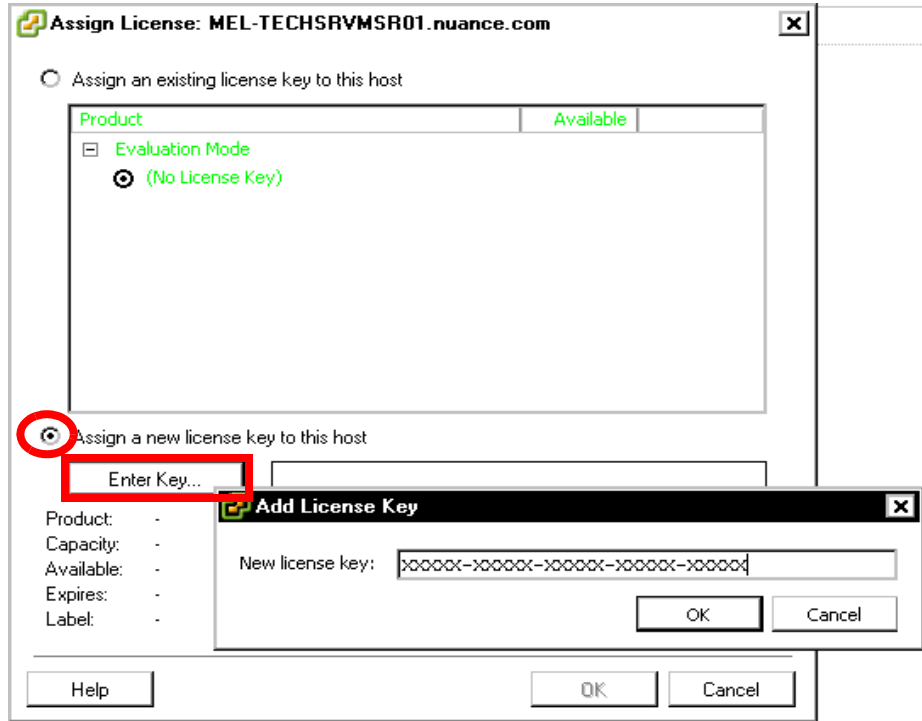 Assign License: MEL-TECHSRVMSR01.nuance.com
Assign an existing license key to this host
Product Available
Evaluation Mode
(No License Key)
Assign a new license key to this host
Enter Key...
Add License Key
Product: -
Capacity: -
Available: -
Expires: -
Label: -
New license key: xxxxx-xxxxx-xxxxx-xxxxx-xxxxx
OK Cancel
Help OK Cancel